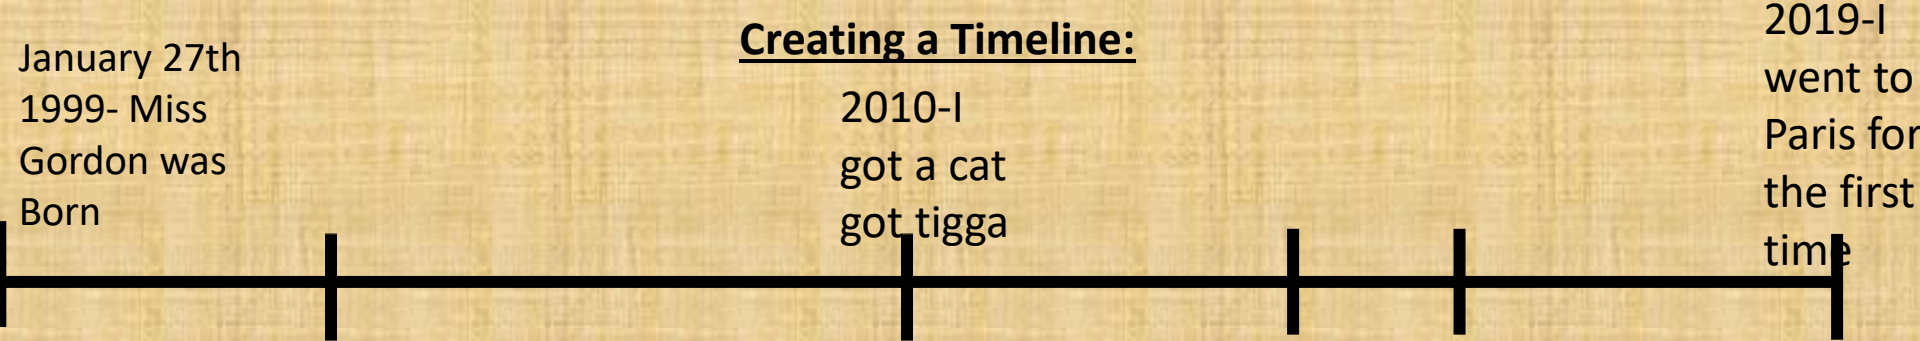 Creating a Timeline:
January 27th
1999- Miss
Gordon was
Born
2010-I
got a cat
got tigga
2019-I
went to
Paris for
the first
time